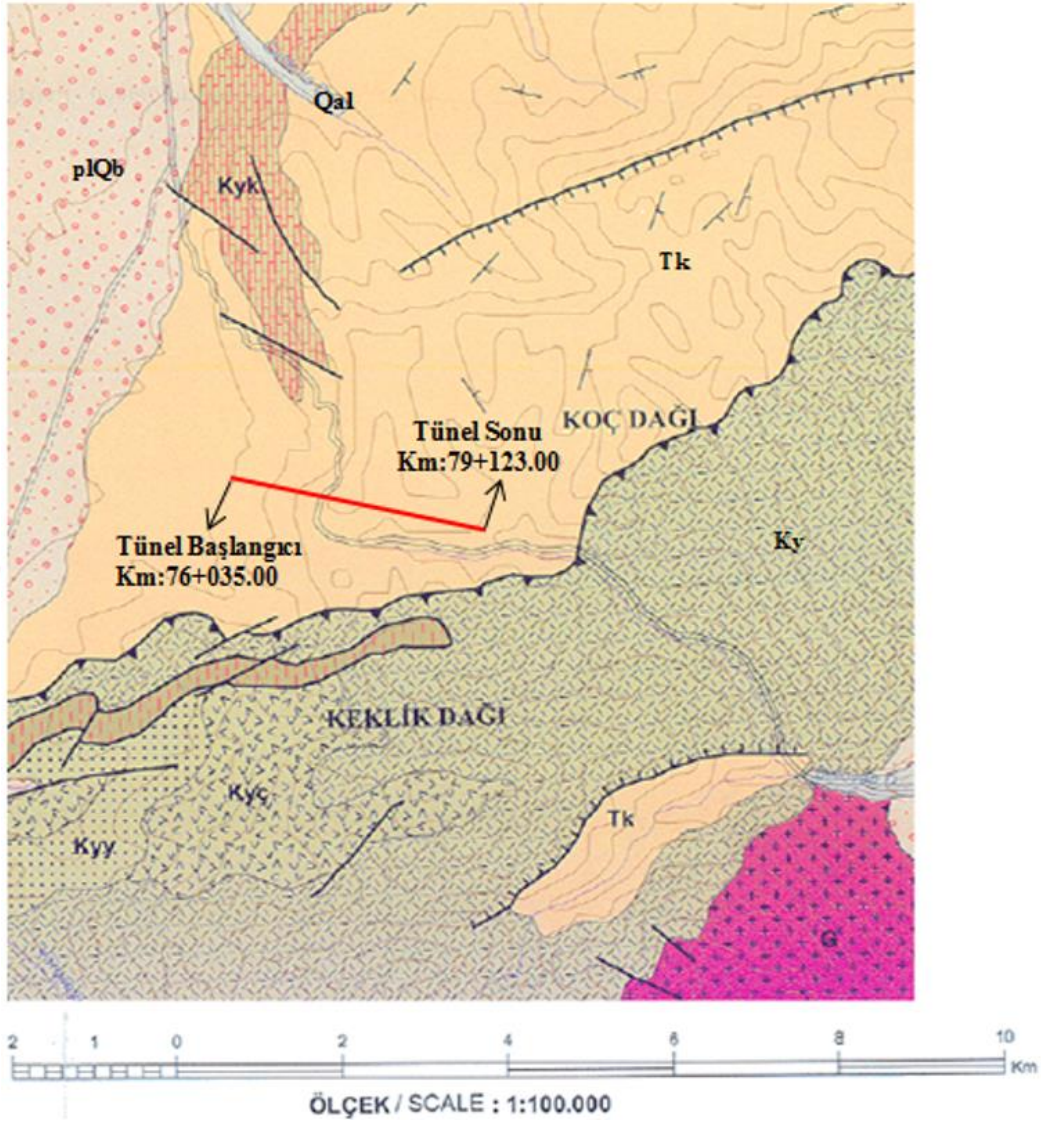 Qal
plQb
Kyk
Tk
KOÇ DAĞI
Tünel Sonu
Km:79+123.00
Tünel Başlangıcı
Km:76+035.00
Ky
KEKLİK DAĞI
Kyç
Tk
Kyy
G
2 1 0 2 4 6 8 10
Km
ÖLÇEK / SCALE : 1:100.000